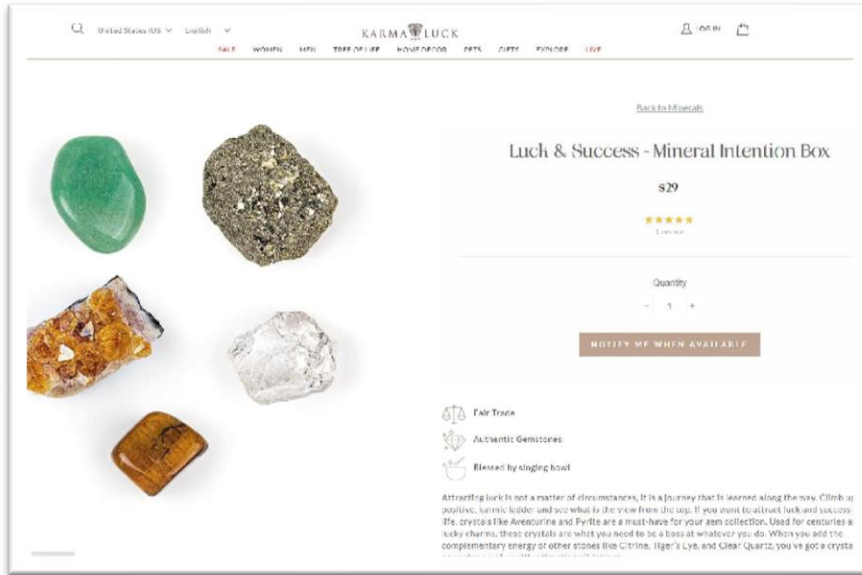 United States (US
English
KARMA LUCK
LOG IN
SALE WOMEN MEN TREE OF LIFE HOME DECOR PETS GIFTS EXPLORE LIVE
Back to Minerals
Luck & Success - Mineral Intention Box
$29
Quantity
− 1 +
NOTIFY ME WHEN AVAILABLE
Fair Trade
Authentic Gemstones
Blessed by singing bowl
Attracting luck is not a matter of circumstances, it is a journey that is learned along the way. Climb up
positive, karmic ladder and see what is the view from the top. If you want to attract luck and success
life, crystals like Aventurine and Pyrite are a must-have for your gem collection. Used for centuries a
lucky charms, these crystals are what you need to be a boss at whatever you do. When you add the
complementary energy of other stones like Citrine, Tiger's Eye, and Clear Quartz, you've got a crysta